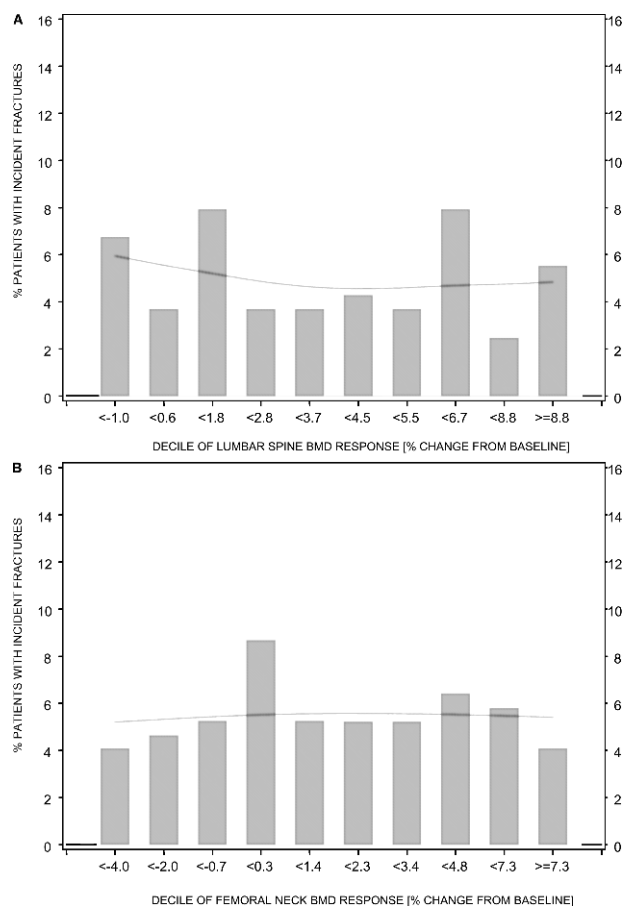 A
16 16
14 14
12 12
10 10
8 8
6 6
4 4
2 2
0 0
% PATIENTS WITH INCIDENT FRACTURES
<-1.0 <0.6 <1.8 <2.8 <3.7 <4.5 <5.5 <6.7 <8.8 >=8.8
DECILE OF LUMBAR SPINE BMD RESPONSE [% CHANGE FROM BASELINE]
B
16 16
14 14
12 12
10 10
8 8
6 6
4 4
2 2
0 0
% PATIENTS WITH INCIDENT FRACTURES
<-4.0 <-2.0 <-0.7 <0.3 <1.4 <2.3 <3.4 <4.8 <7.3 >=7.3
DECILE OF FEMORAL NECK BMD RESPONSE [% CHANGE FROM BASELINE]